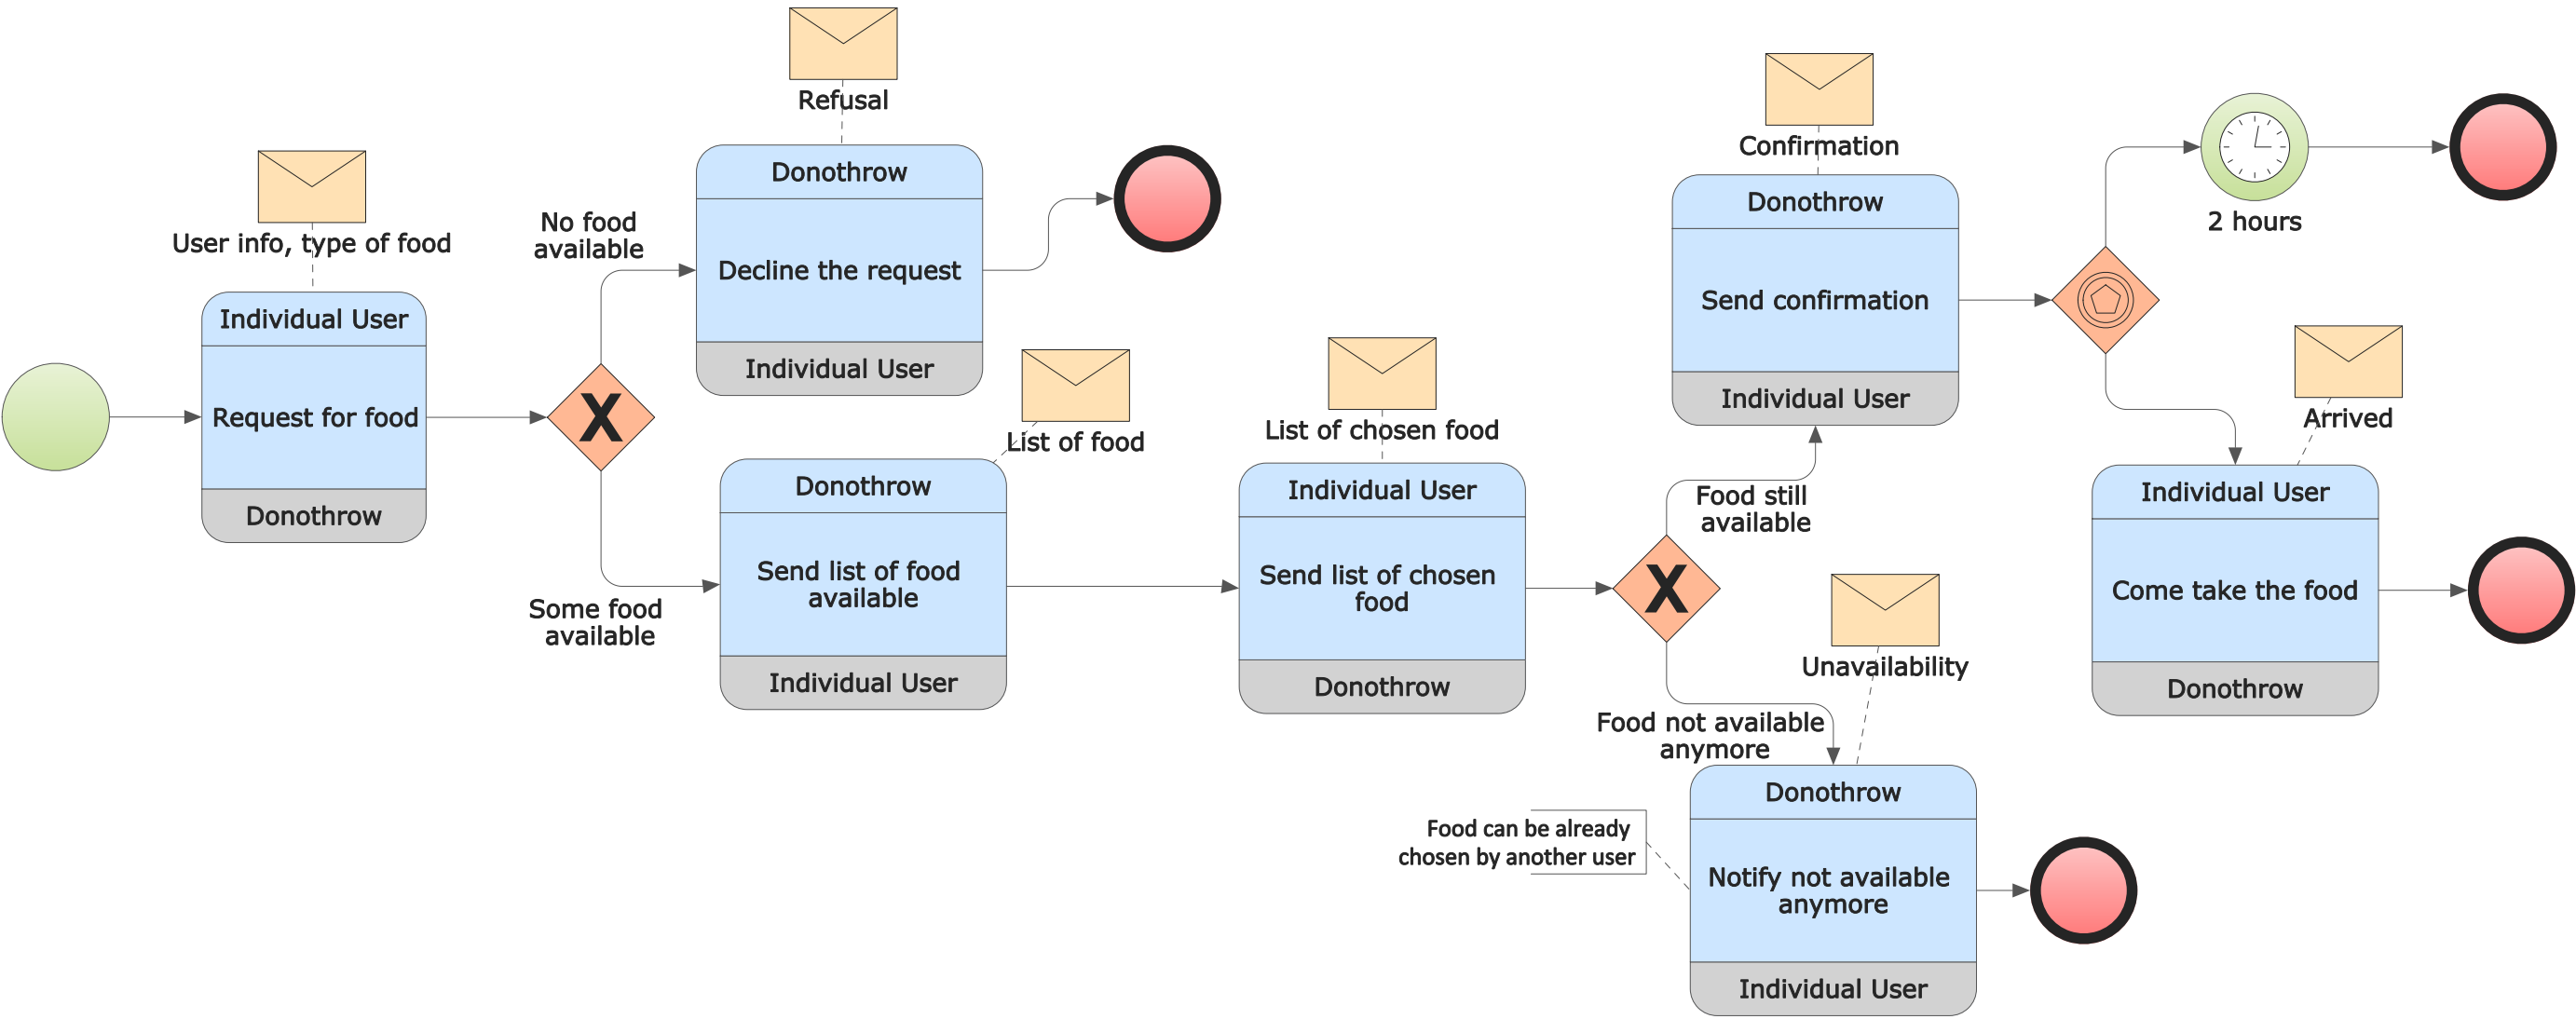 User info, type of food
Individual User
Request for food
Donothrow
X
No food
available
Some food
available
Refusal
Donothrow
Decline the request
Individual User
List of food
Donothrow
Send list of food
available
Individual User
List of chosen food
Individual User
Send list of chosen
food
Donothrow
X
Food still
available
Food not available
anymore
Confirmation
Donothrow
Send confirmation
Individual User
2 hours
Arrived
Individual User
Come take the food
Donothrow
Unavailability
Donothrow
Notify not available
anymore
Individual User
Food can be already
chosen by another user